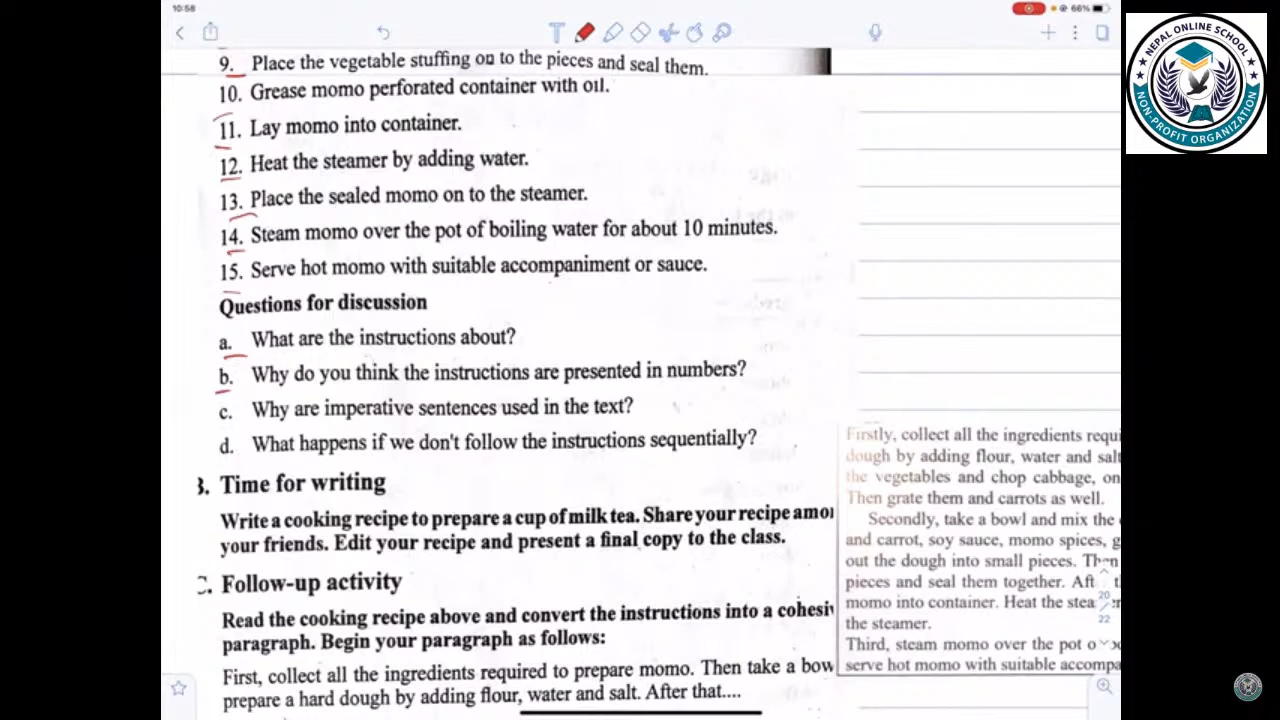 10:58
66%
NEPAL ONLINE SCHOOL
NON-PROFIT ORGANIZATION
9. Place the vegetable stuffing on to the pieces and seal them.
10. Grease momo perforated container with oil.
11. Lay momo into container.
12. Heat the steamer by adding water.
13. Place the sealed momo on to the steamer.
14. Steam momo over the pot of boiling water for about 10 minutes.
15. Serve hot momo with suitable accompaniment or sauce.
Questions for discussion
a. What are the instructions about?
b. Why do you think the instructions are presented in numbers?
c. Why are imperative sentences used in the text?
d. What happens if we don't follow the instructions sequentially?
Time for writing
Write a cooking recipe to prepare a cup of milk tea. Share your recipe
your friends. Edit your recipe and present a final copy to the class.
Follow-up activity
Read the cooking recipe above and convert the instructions into a
paragraph. Begin your paragraph as follows:
First, collect all the ingredients required to prepare momo. Then take a
prepare a hard dough by adding flour, water and salt. After that....
Firstly, collect all the ingredients
dough by adding flour, water and salt
the vegetables and chop cabbage,
Then grate them and carrots as well.
Secondly, take a bowl and mix the
and carrot, soy sauce, momo spices,
out the dough into small pieces. Then
pieces and seal them together.
momo into container. Heat the
the steamer.
20
22
Third, steam momo over the pot
serve hot momo with suitable